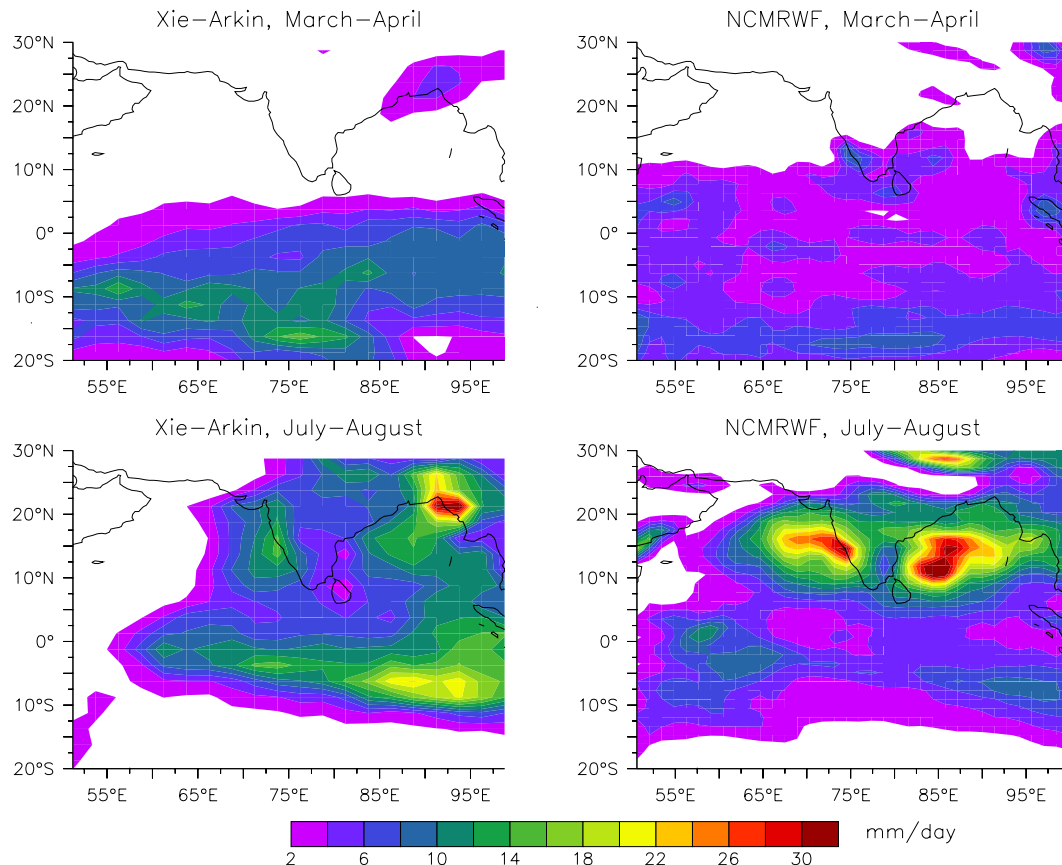 Xie-Arkin, March-April
NCMRWF, March-April
30°N
20°N
10°N
0°
10°S
20°S
55°E 65°E 75°E 85°E 95°E
30°N
20°N
10°N
0°
10°S
20°S
55°E 65°E 75°E 85°E 95°E
Xie-Arkin, July-August
NCMRWF, July-August
30°N
20°N
10°N
0°
10°S
20°S
55°E 65°E 75°E 85°E 95°E
30°N
20°N
10°N
0°
10°S
20°S
55°E 65°E 75°E 85°E 95°E
mm/day
2 6 10 14 18 22 26 30